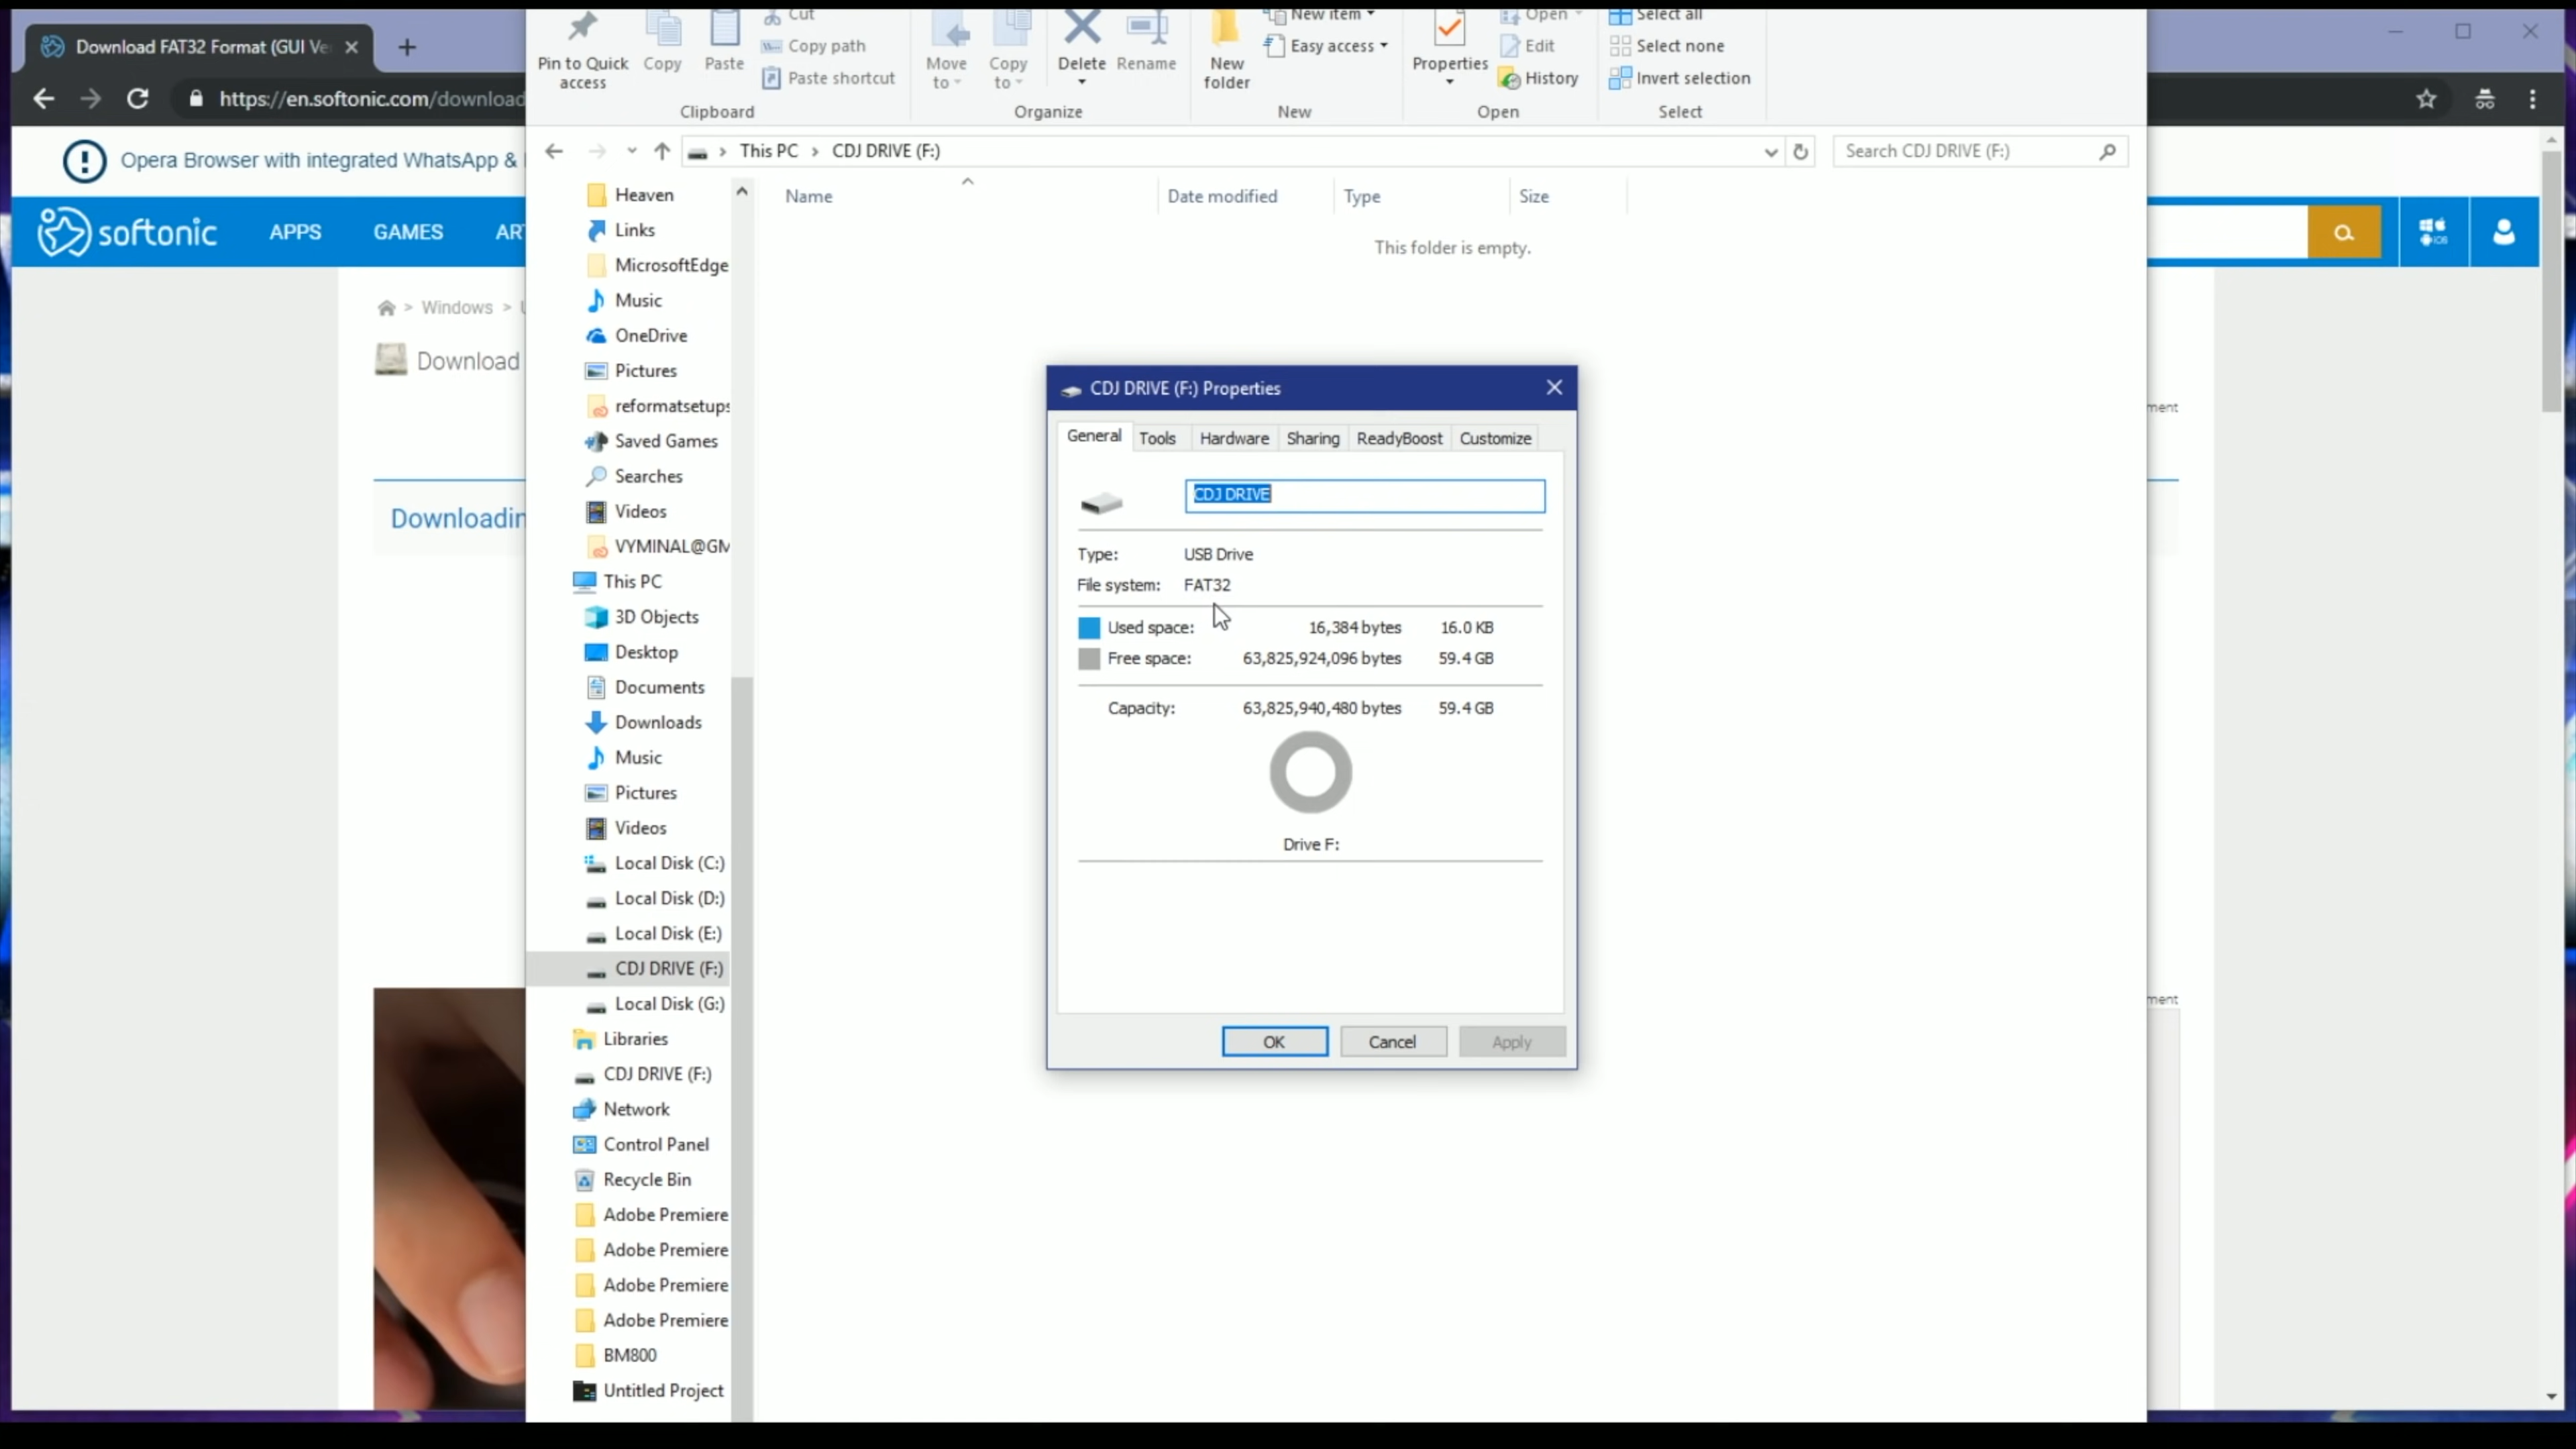 Download FAT32 Format (GUI Ve
https://en.softonic.com/download
Opera Browser with integrated WhatsApp &
softonic
APPS
GAMES
AR
> Windows >
Download
Downloadin
ment
ment
Pin to Quick access
Copy
Paste
Cut
Copy path
Paste shortcut
Clipboard
Move to
Copy to
Delete
Rename
Organize
New folder
New item
Easy access
New
Properties
Open
Edit
History
Open
Select all
Select none
Invert selection
Select
This PC > CDJ DRIVE (F:)
Search CDJ DRIVE (F:)
Name
Date modified
Type
Size
This folder is empty.
Heaven
Links
MicrosoftEdge
Music
OneDrive
Pictures
reformatsetups
Saved Games
Searches
Videos
VYMINAL@GM
This PC
3D Objects
Desktop
Documents
Downloads
Music
Pictures
Videos
Local Disk (C:)
Local Disk (D:)
Local Disk (E:)
CDJ DRIVE (F:)
Local Disk (G:)
Libraries
CDJ DRIVE (F:)
Network
Control Panel
Recycle Bin
Adobe Premiere
Adobe Premiere
Adobe Premiere
Adobe Premiere
BM800
Untitled Project
CDJ DRIVE (F:) Properties
General Tools Hardware Sharing ReadyBoost Customize
CDJ DRIVE
Type: USB Drive
File system: FAT32
Used space: 16,384 bytes 16.0 KB
Free space: 63,825,924,096 bytes 59.4 GB
Capacity: 63,825,940,480 bytes 59.4 GB
Drive F:
OK Cancel Apply